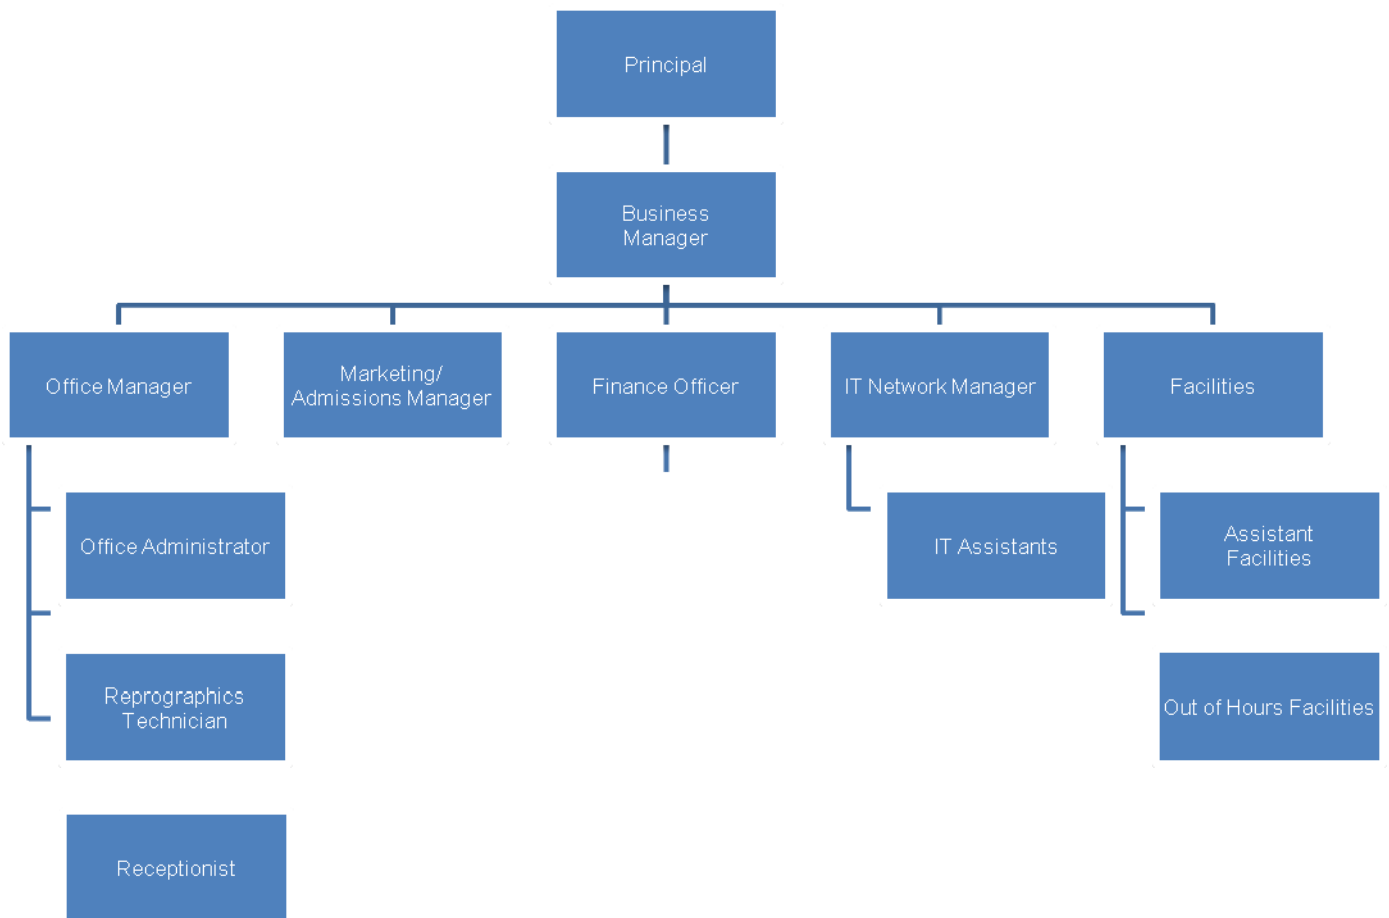 Principal
Business
Manager
Office Manager
Marketing/
Admissions Manager
Finance Officer
IT Network Manager
Facilities
Office Administrator
IT Assistants
Assistant
Facilities
Reprographics
Technician
Out of Hours Facilities
Receptionist